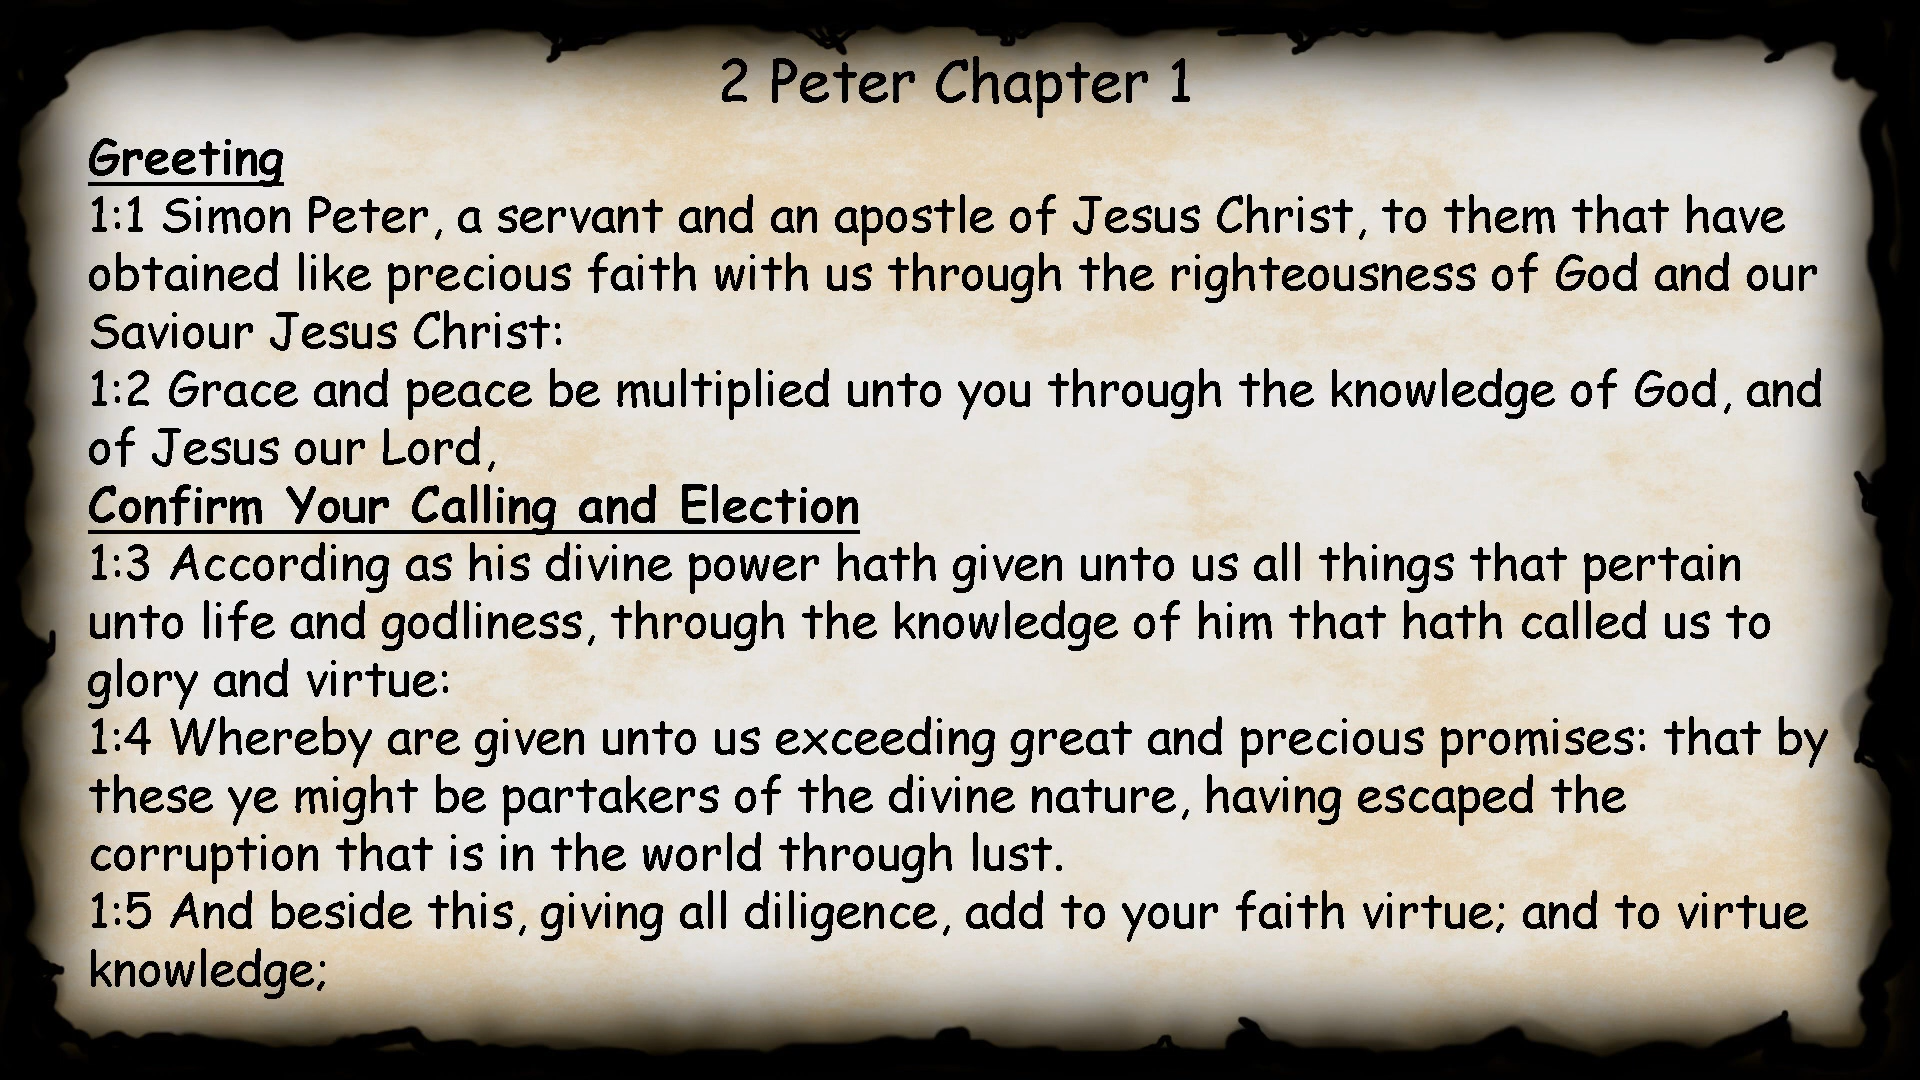 2 Peter Chapter 1
Greeting
1:1 Simon Peter, a servant and an apostle of Jesus Christ, to them that have
obtained like precious faith with us through the righteousness of God and our
Saviour Jesus Christ:
1:2 Grace and peace be multiplied unto you through the knowledge of God, and
of Jesus our Lord,
Confirm Your Calling and Election
1:3 According as his divine power hath given unto us all things that pertain
unto life and godliness, through the knowledge of him that hath called us to
glory and virtue:
1:4 Whereby are given unto us exceeding great and precious promises: that by
these ye might be partakers of the divine nature, having escaped the
corruption that is in the world through lust.
1:5 And beside this, giving all diligence, add to your faith virtue; and to virtue
knowledge;